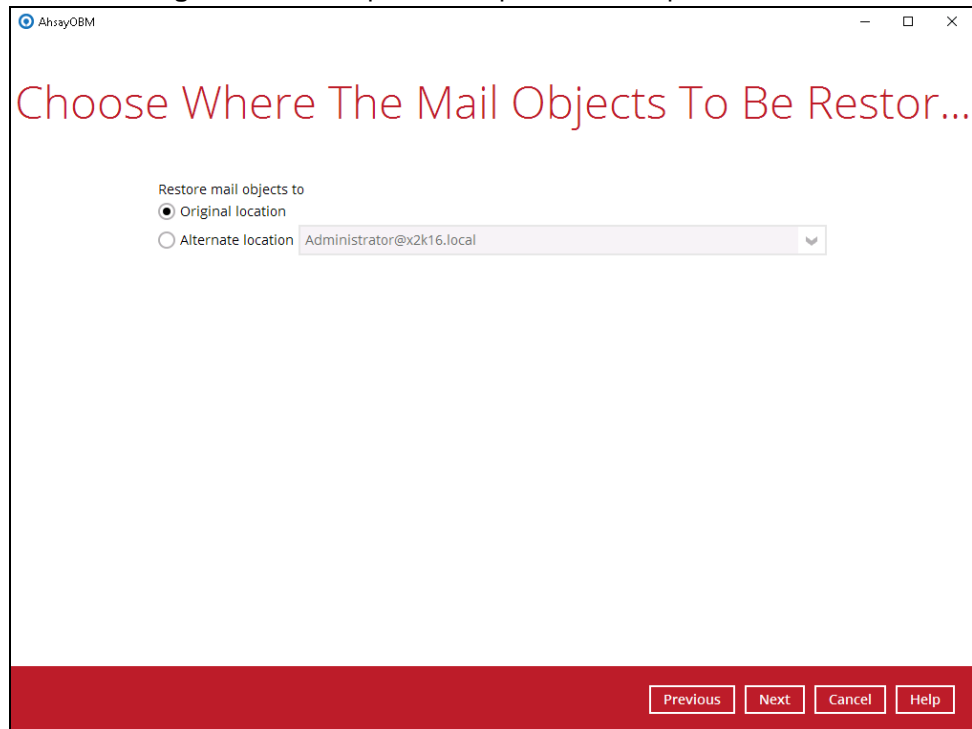 AhsayOBM
Choose Where The Mail Objects To Be Restor...
Restore mail objects to
Original location
Alternate location Administrator@x2k16.local
Previous Next Cancel Help